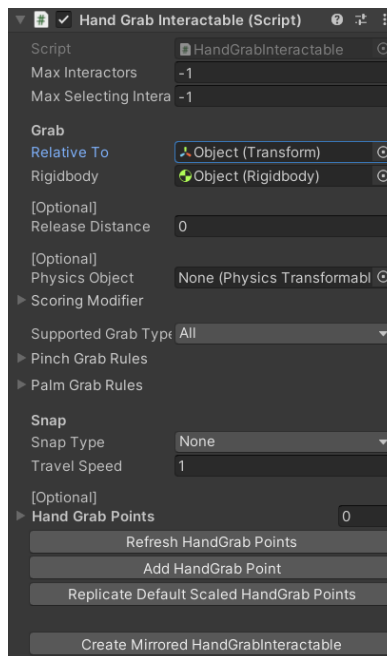 # Hand Grab Interactable (Script)
Script HandGrabInteractable
Max Interactors -1
Max Selecting Intera -1
Grab
Relative To Object (Transform)
Rigidbody Object (Rigidbody)
[Optional]
Release Distance 0
[Optional]
Physics Object None (Physics Transformabl
Scoring Modifier
Supported Grab Type All
Pinch Grab Rules
Palm Grab Rules
Snap
Snap Type None
Travel Speed 1
[Optional]
Hand Grab Points 0
Refresh HandGrab Points
Add HandGrab Point
Replicate Default Scaled HandGrab Points
Create Mirrored HandGrabInteractable